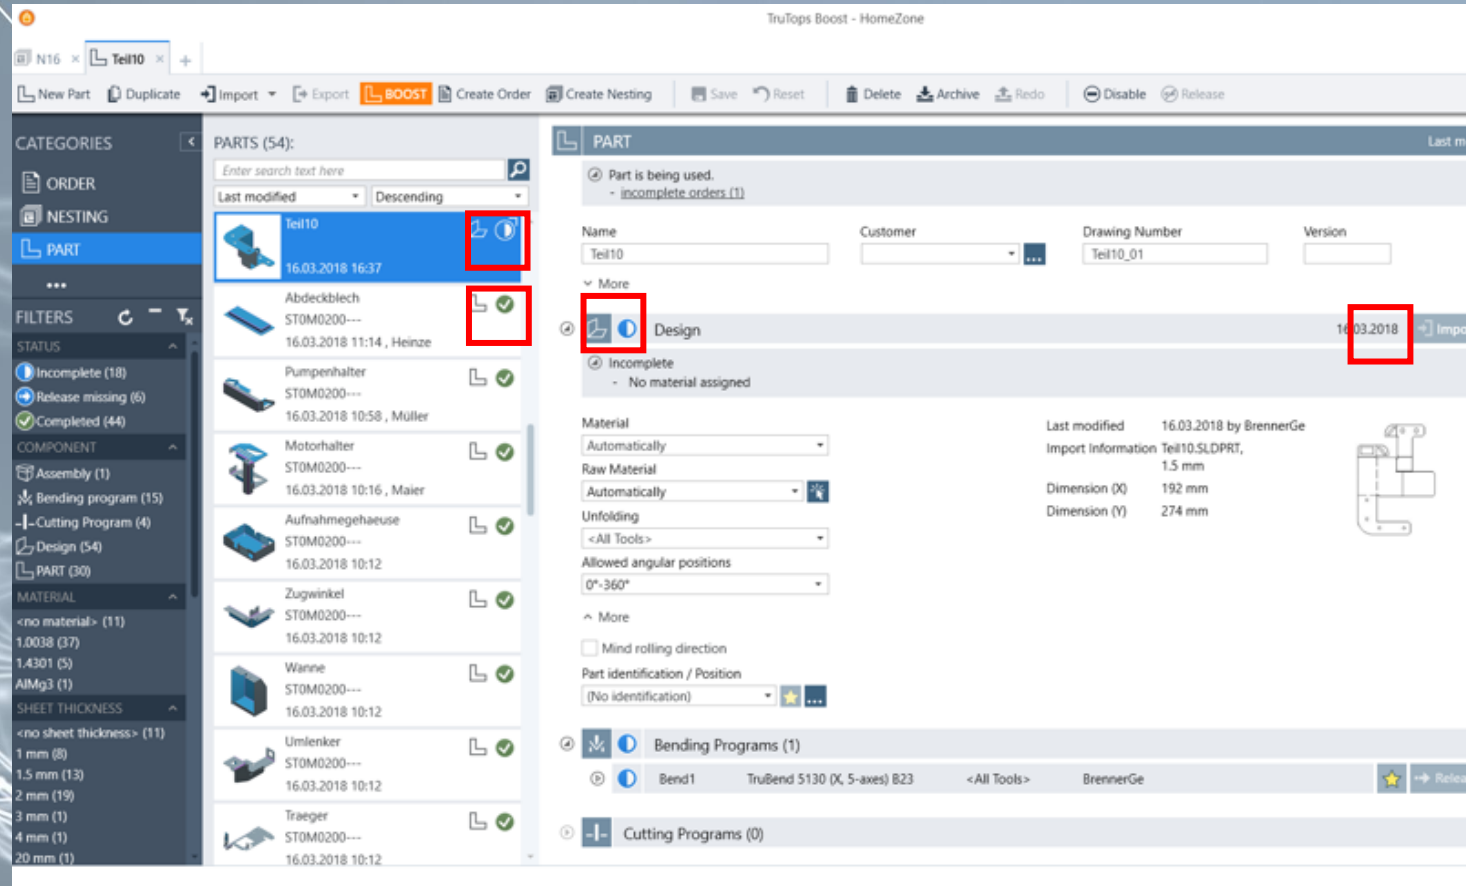 TruTops Boost - HomeZone
N16 × Teil10 × +
New Part Duplicate Import Export BOOST Create Order Create Nesting Save Reset Delete Archive Redo Disable Release
CATEGORIES
ORDER
NESTING
PART
...
FILTERS
STATUS
Incomplete (18)
Release missing (6)
Completed (44)
COMPONENT
Assembly (1)
Bending program (15)
Cutting Program (4)
Design (54)
PART (30)
MATERIAL
<no material> (11)
1.0038 (37)
1.4301 (5)
AlMg3 (1)
SHEET THICKNESS
<no sheet thickness> (11)
1 mm (8)
1.5 mm (13)
2 mm (19)
3 mm (1)
4 mm (1)
20 mm (1)
PARTS (54):
Enter search text here
Last modified Descending
Teil10
16.03.2018 16:37
Abdeckblech
ST0M0200---
16.03.2018 11:14 , Heinze
Pumpenhalter
ST0M0200---
16.03.2018 10:58 , Müller
Motorhalter
ST0M0200---
16.03.2018 10:16 , Maier
Aufnahmegehaeuse
ST0M0200---
16.03.2018 10:12
Zugwinkel
ST0M0200---
16.03.2018 10:12
Wanne
ST0M0200---
16.03.2018 10:12
Umlenker
ST0M0200---
16.03.2018 10:12
Traeger
ST0M0200---
16.03.2018 10:12
PART Last m
Part is being used.
- incomplete orders (1)
Name Customer Drawing Number Version
Teil10 ... Teil10_01
More
Design 16.03.2018 Impo
Incomplete
- No material assigned
Material
Automatically
Raw Material
Automatically
Unfolding
<All Tools>
Allowed angular positions
0°-360°
More
Mind rolling direction
Part identification / Position
(No identification) ...
Last modified 16.03.2018 by BrennerGe
Import Information Teil10.SLDPRT,
1.5 mm
Dimension (X) 192 mm
Dimension (Y) 274 mm
Bending Programs (1)
Bend1 TruBend 5130 (X, 5-axes) B23 <All Tools> BrennerGe Relea
Cutting Programs (0)